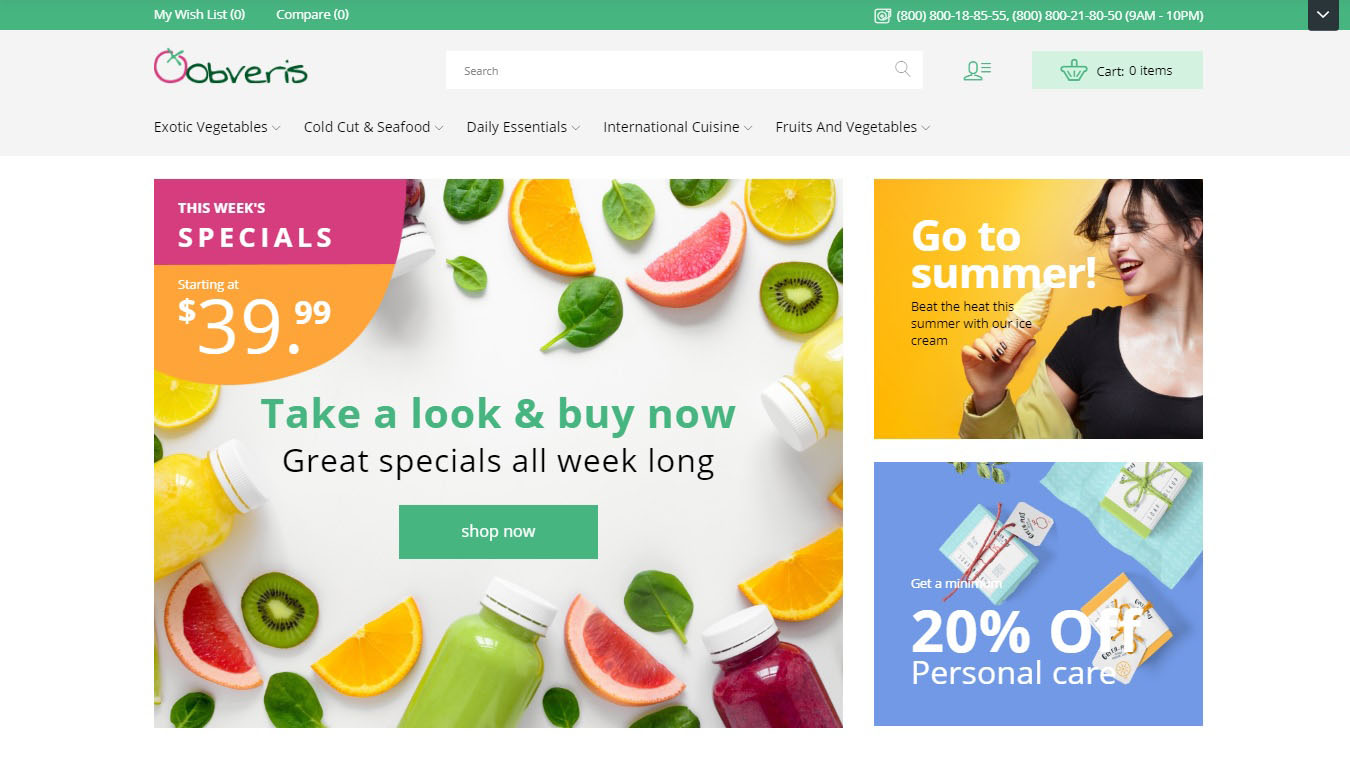 My Wish List (0) Compare (0) (800) 800-18-85-55, (800) 800-21-80-50 (9AM - 10PM)
obveris
Search
Cart: 0 items
Exotic Vegetables Cold Cut & Seafood Daily Essentials International Cuisine Fruits And Vegetables
THIS WEEK'S
SPECIALS
Starting at
$39.99
Take a look & buy now
Great specials all week long
shop now
Go to
summer!
Beat the heat this
summer with our ice
cream
Get a minimum
20% Off
Personal care